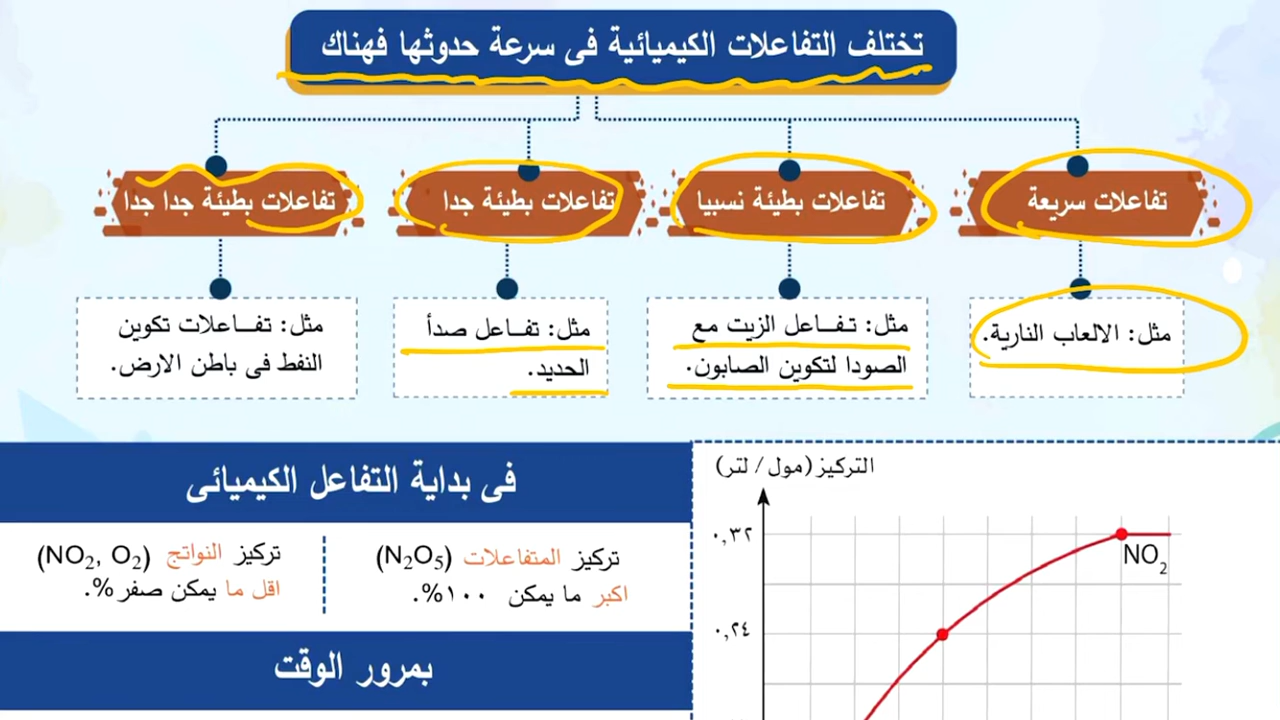 تختلف التفاعلات الكيميائية فى سرعة حدوثها فهناك
تفاعلات سريعة
مثل: الالعاب النارية.
تفاعلات بطيئة نسبيا
مثل: تفــاعل الزيت مع
الصودا لتكوين الصابون.
تفاعلات بطيئة جدا
مثل: تفــاعل صدأ
الحديد.
تفاعلات بطيئة جدا جدا
مثل: تفــاعلات تكوين
النفط فى باطن الارض.
التركيز (مول / لتر)
٠,٣٢
NO2
٠,٢٤
فى بداية التفاعل الكيميائى
تركيز المتفاعلات (N2O5)
اكبر ما يمكن ١٠٠%.
تركيز النواتج (NO2, O2)
اقل ما يمكن صفر%.
بمرور الوقت